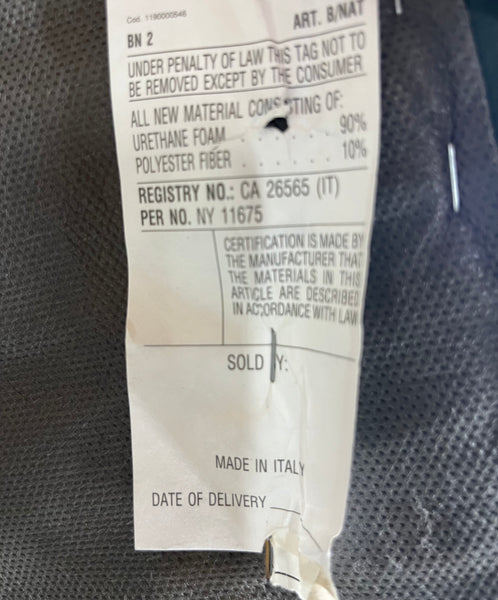 Cod. 1190000546
BN 2 ART. B/NAT
UNDER PENALTY OF LAW THIS TAG NOT TO
BE REMOVED EXCEPT BY THE CONSUMER
ALL NEW MATERIAL CONSISTING OF:
URETHANE FOAM . . . . . . . 90%
POLYESTER FIBER . . . . . . 10%
REGISTRY NO.: CA 26565 (IT)
PER NO. NY 11675
CERTIFICATION IS MADE BY
THE MANUFACTURER THAT
THE MATERIALS IN THIS
ARTICLE ARE DESCRIBED
IN ACCORDANCE WITH LAW
SOLD BY:
MADE IN ITALY
DATE OF DELIVERY